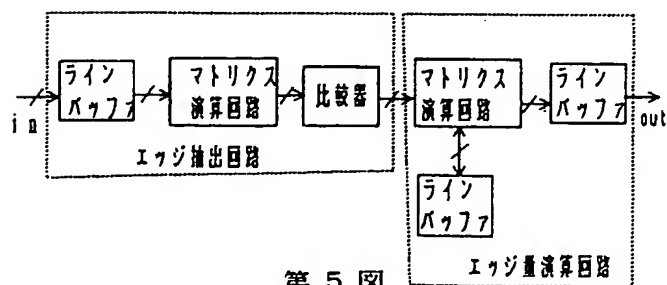 in
ライン
バッファ
マトリクス
演算回路
比較器
エッジ抽出回路
マトリクス
演算回路
ライン
バッファ
out
ライン
バッファ
エッジ量演算回路
第5図